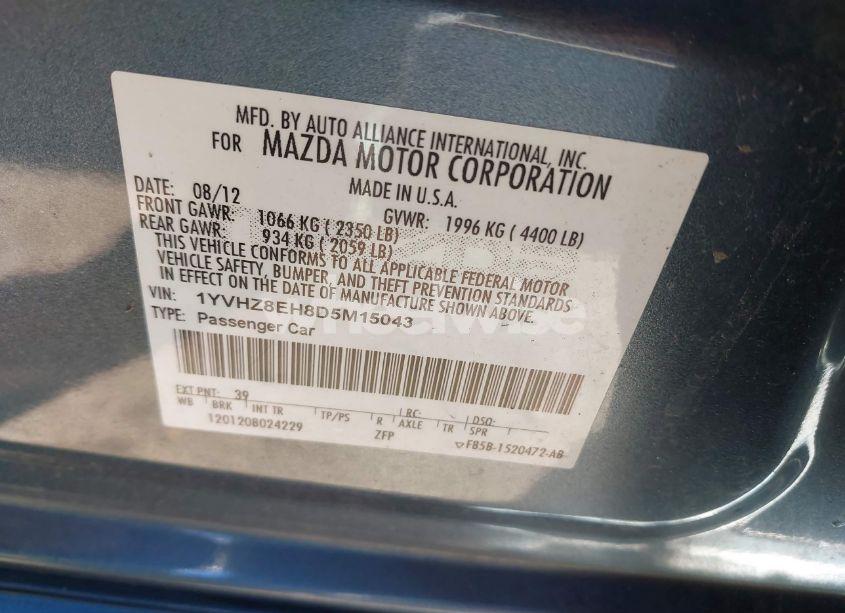 MFD. BY AUTO ALLIANCE INTERNATIONAL, INC.
FOR MAZDA MOTOR CORPORATION
MADE IN U.S.A.
DATE: 08/12 GVWR: 1996 KG ( 4400 LB)
FRONT GAWR: 1066 KG ( 2350 LB)
REAR GAWR: 934 KG ( 2059 LB)
THIS VEHICLE CONFORMS TO ALL APPLICABLE FEDERAL MOTOR
VEHICLE SAFETY, BUMPER, AND THEFT PREVENTION STANDARDS
IN EFFECT ON THE DATE OF MANUFACTURE SHOWN ABOVE.
VIN: 1YVHZ8EH8D5M15043
TYPE: Passenger Car
EXT PNT: 39
WB BRK INT TR TP/PS R AXLE RC: TR SPR DSO:
1201208024229 ZFP FB5B-1520472-AB